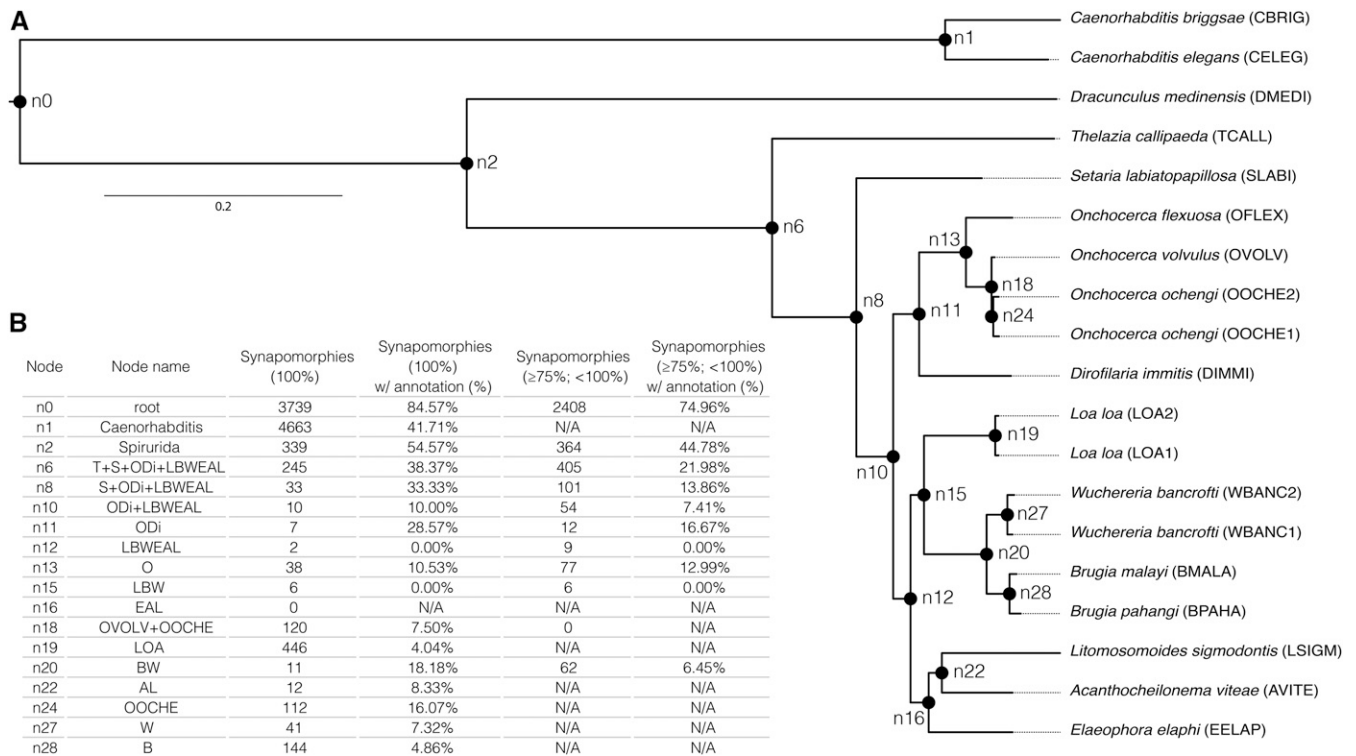 A
n0
n1
n2
n6
n8
n10
n11
n12
n13
n15
n16
n18
n19
n20
n22
n24
n27
n28
0.2
Caenorhabditis briggsae (CBRIG)
Caenorhabditis elegans (CELEG)
Dracunculus medinensis (DMEDI)
Thelazia callipaeda (TCALL)
Setaria labiatopapillosa (SLABI)
Onchocerca flexuosa (OFLEX)
Onchocerca volvulus (OVOLV)
Onchocerca ochengi (OOCHE2)
Onchocerca ochengi (OOCHE1)
Dirofilaria immitis (DIMMI)
Loa loa (LOA2)
Loa loa (LOA1)
Wuchereria bancrofti (WBANC2)
Wuchereria bancrofti (WBANC1)
Brugia malayi (BMALA)
Brugia pahangi (BPAHA)
Litomosoides sigmodontis (LSIGM)
Acanthocheilonema viteae (AVITE)
Elaeophora elaphi (EELAP)
B
Node Node name Synapomorphies (100%) Synapomorphies (100%) w/ annotation (%) Synapomorphies (≥75%; <100%) Synapomorphies (≥75%; <100%) w/ annotation (%)
n0 root 3739 84.57% 2408 74.96%
n1 Caenorhabditis 4663 41.71% N/A N/A
n2 Spirurida 339 54.57% 364 44.78%
n6 T+S+ODi+LBWEAL 245 38.37% 405 21.98%
n8 S+ODi+LBWEAL 33 33.33% 101 13.86%
n10 ODi+LBWEAL 10 10.00% 54 7.41%
n11 ODi 7 28.57% 12 16.67%
n12 LBWEAL 2 0.00% 9 0.00%
n13 O 38 10.53% 77 12.99%
n15 LBW 6 0.00% 6 0.00%
n16 EAL 0 N/A N/A N/A
n18 OVOLV+OOCHE 120 7.50% 0 N/A
n19 LOA 446 4.04% N/A N/A
n20 BW 11 18.18% 62 6.45%
n22 AL 12 8.33% N/A N/A
n24 OOCHE 112 16.07% N/A N/A
n27 W 41 7.32% N/A N/A
n28 B 144 4.86% N/A N/A